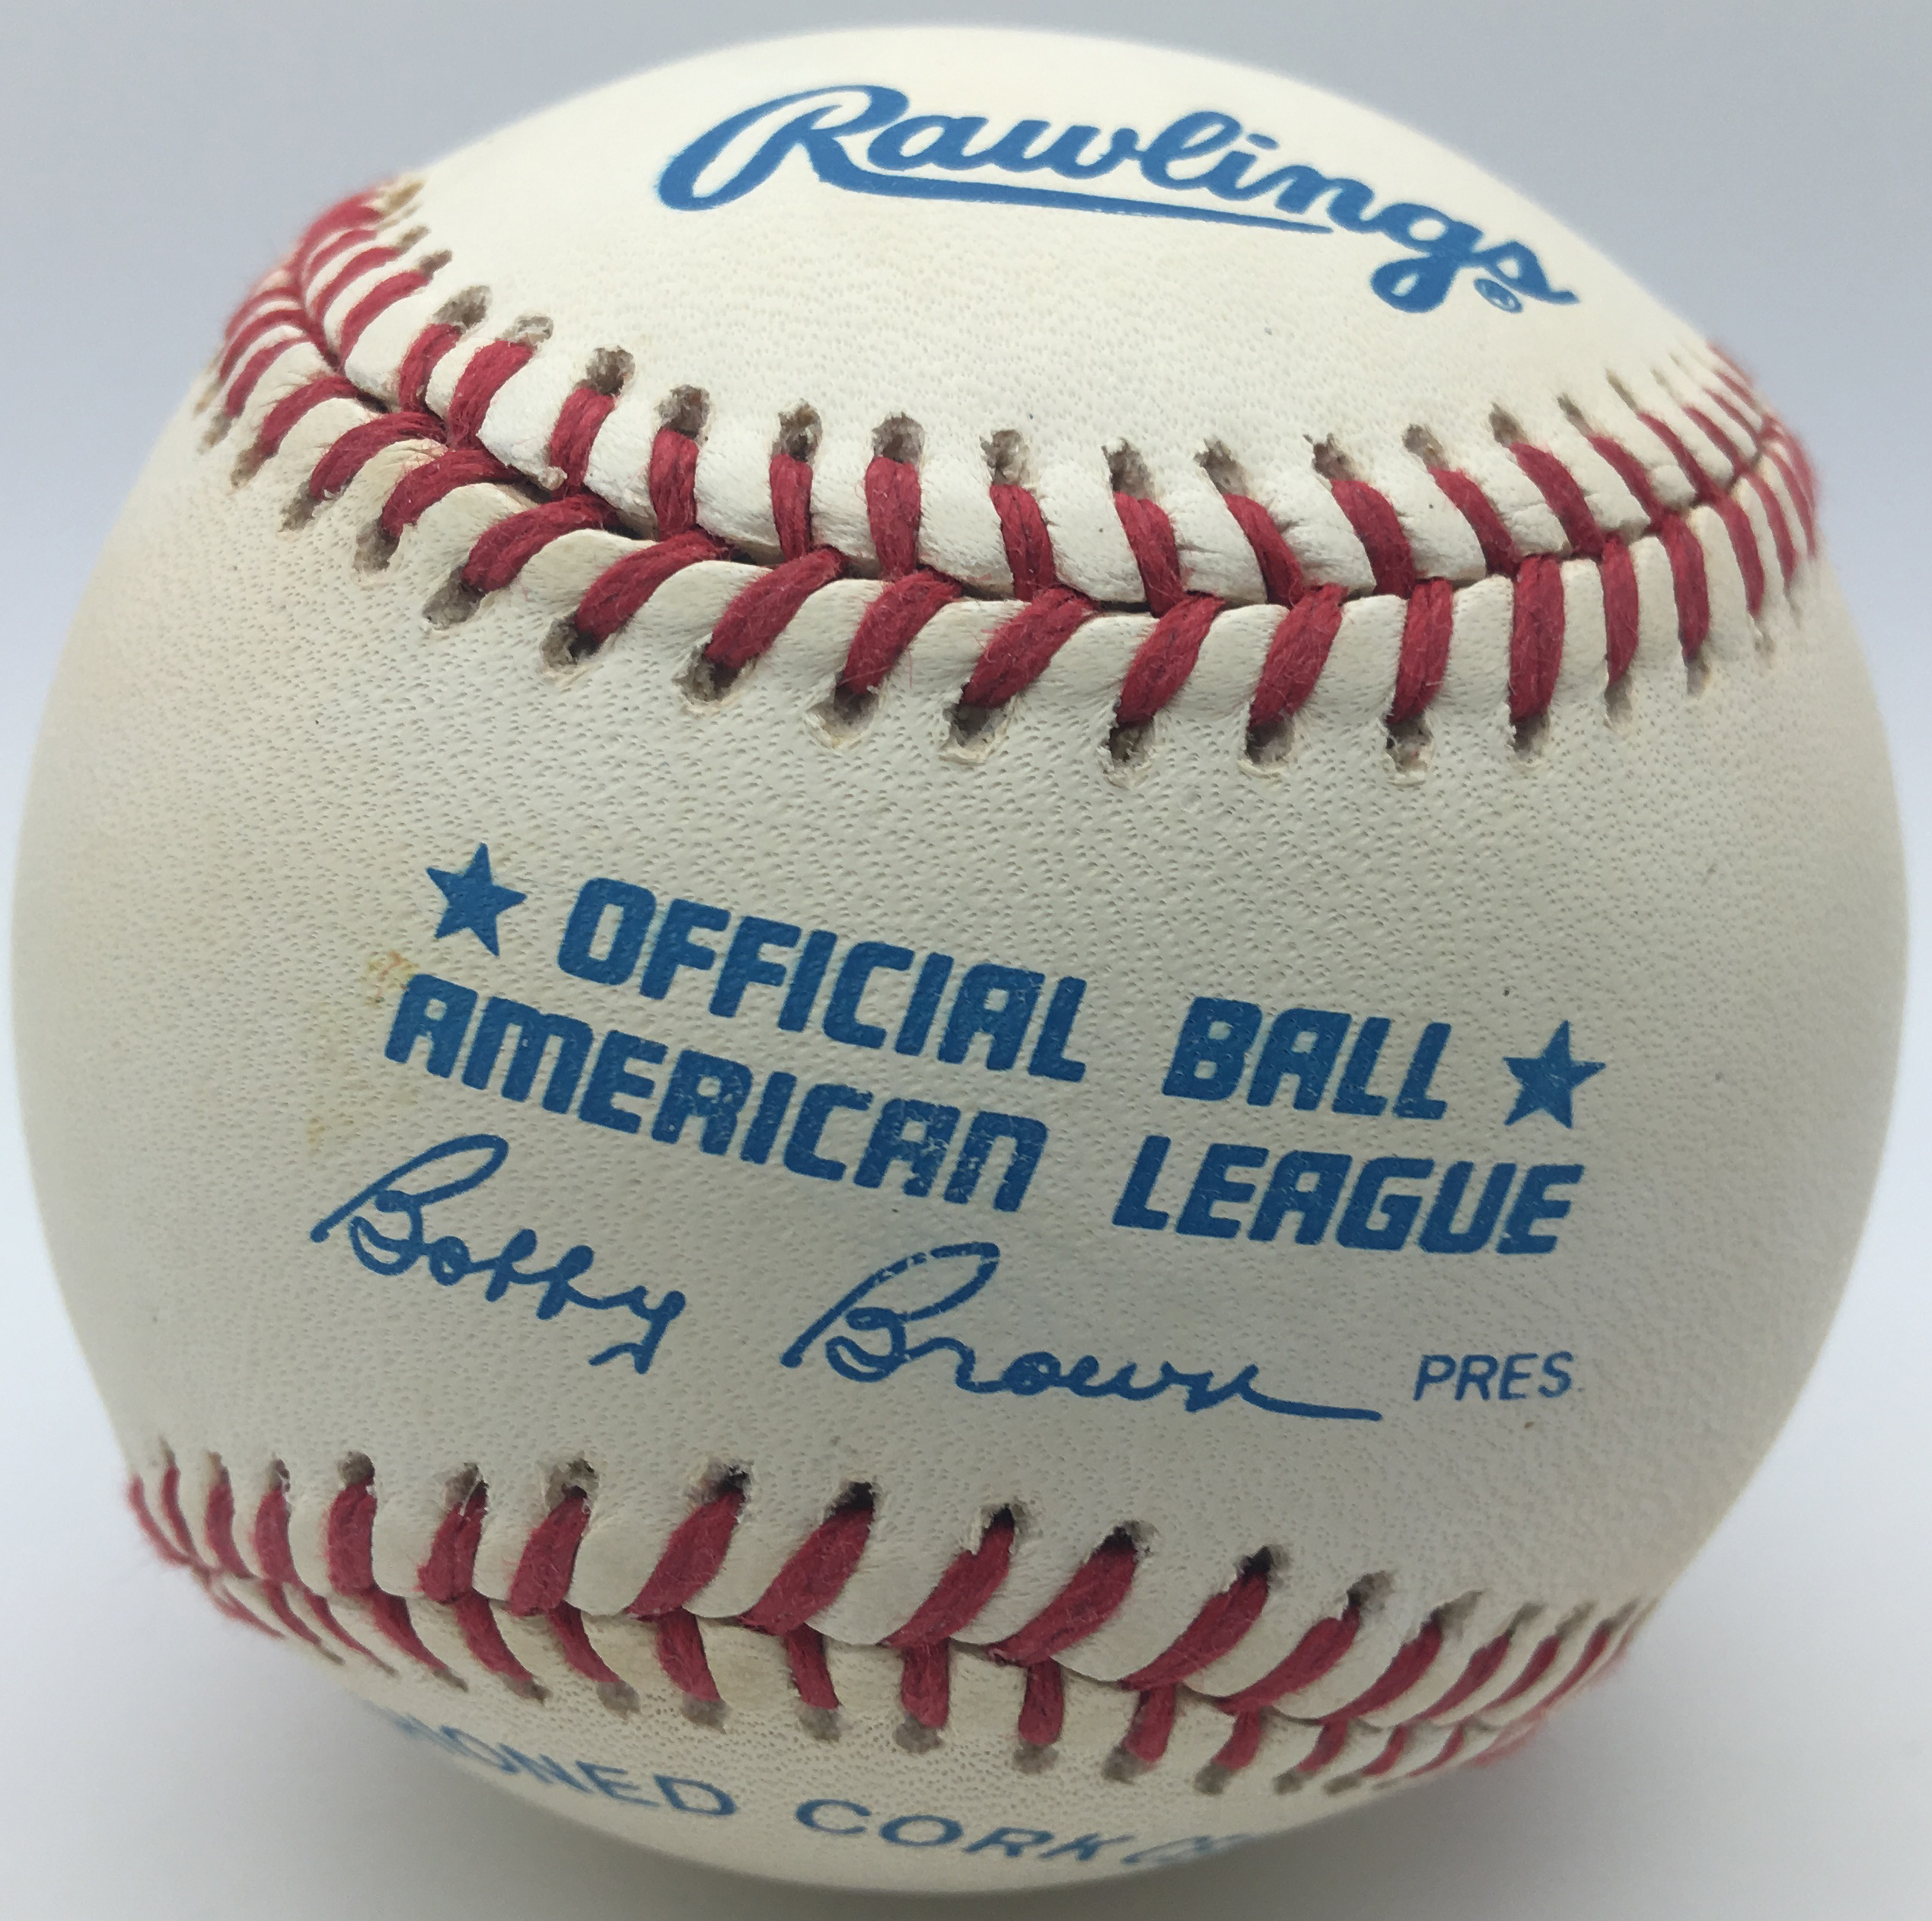 Rawlings®
★ OFFICIAL BALL ★
AMERICAN LEAGUE
Bobby Brown PRES.
CORK